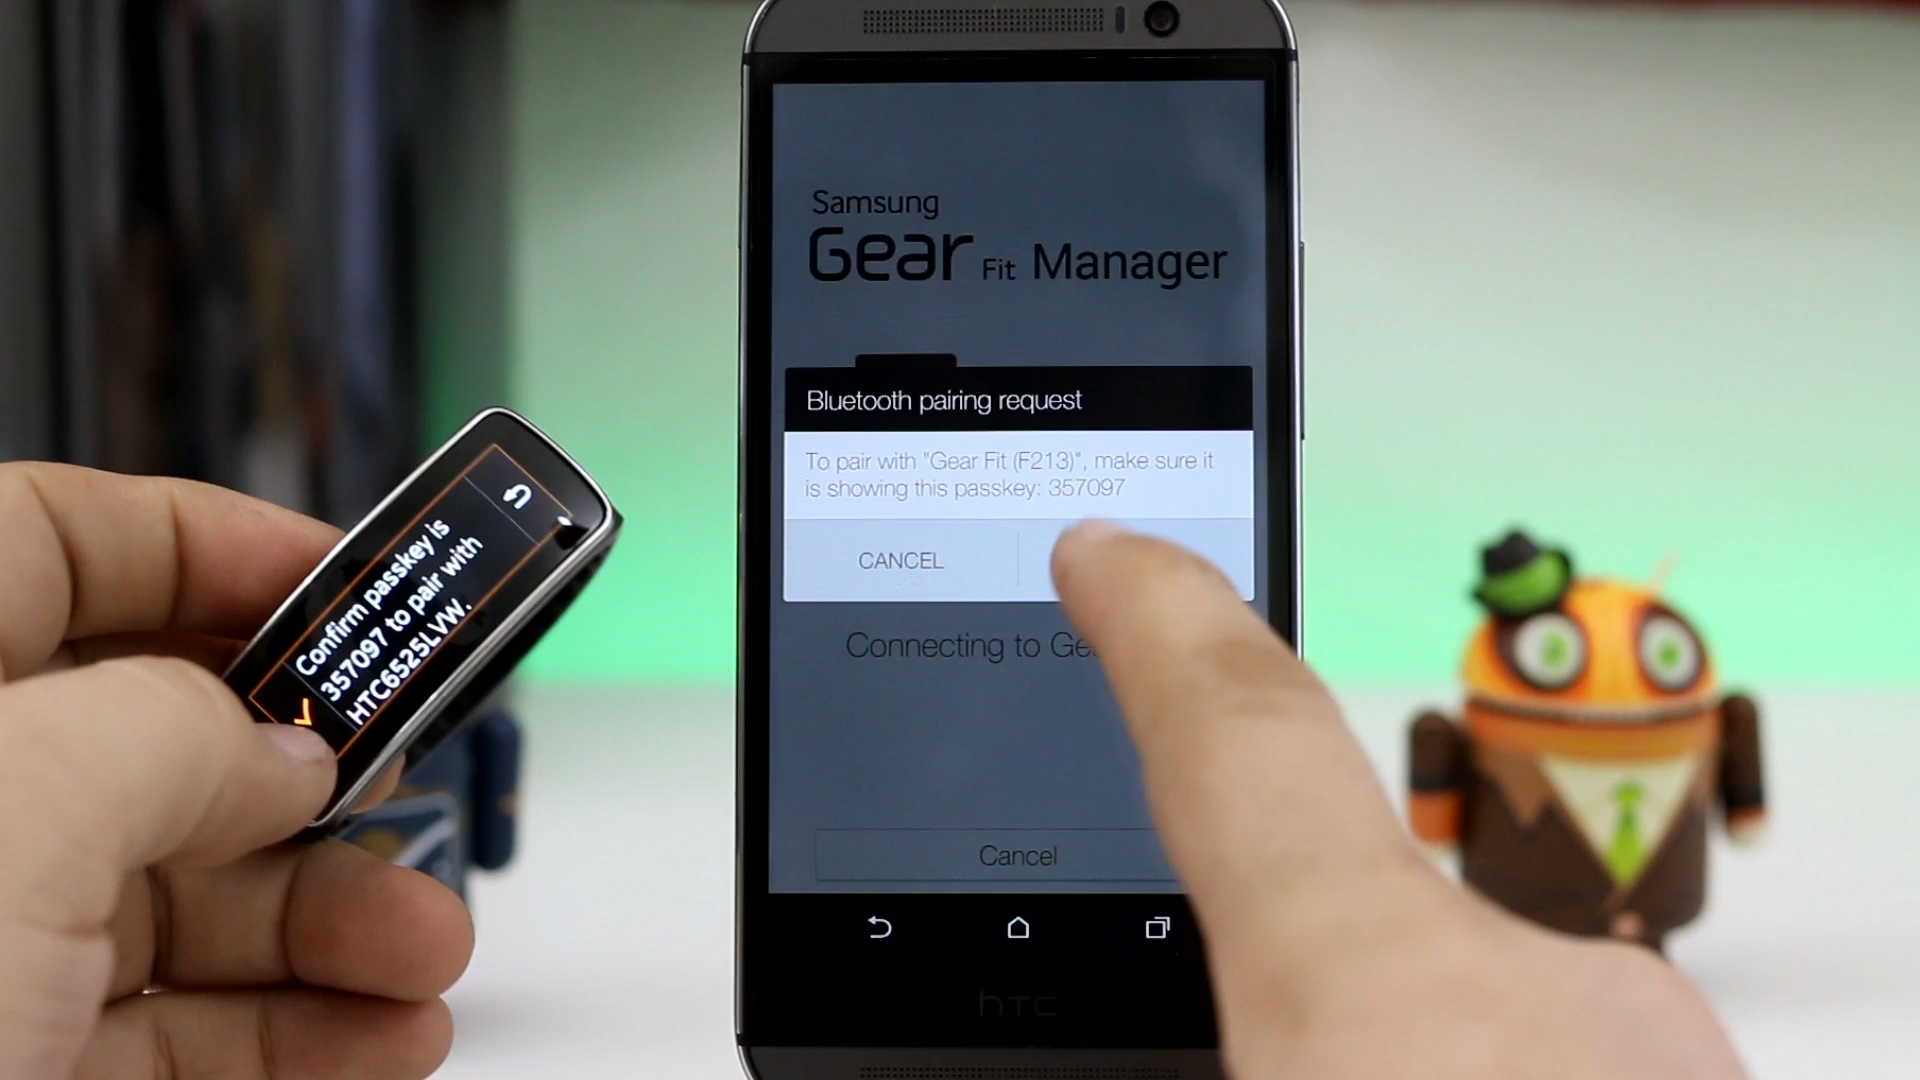 Samsung
Gear Fit Manager
Bluetooth pairing request
To pair with "Gear Fit (F213)", make sure it
is showing this passkey: 357097
CANCEL
Connecting to
Cancel
hTC
Confirm passkey is
357097 to pair with
HTC6525LVW.